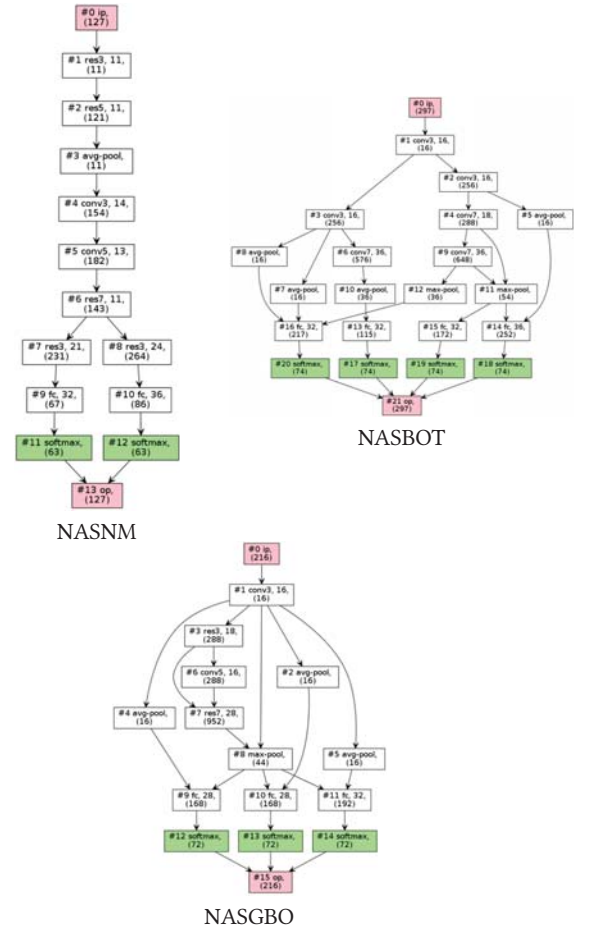 #0 ip,
(127)
#1 res3, 11,
(11)
#2 res5, 11,
(121)
#3 avg-pool,
(11)
#4 conv3, 14,
(154)
#5 conv5, 13,
(182)
#6 res7, 11,
(143)
#7 res3, 21,
(231)
#8 res3, 24,
(264)
#9 fc, 32,
(67)
#10 fc, 36,
(86)
#11 softmax,
(63)
#12 softmax,
(63)
#13 op,
(127)
NASNM
#0 ip,
(297)
#1 conv3, 16,
(16)
#2 conv3, 16,
(256)
#3 conv3, 16,
(256)
#4 conv7, 18,
(288)
#5 avg-pool,
(16)
#8 avg-pool,
(16)
#6 conv7, 36,
(576)
#9 conv7, 36,
(648)
#7 avg-pool,
(16)
#10 avg-pool,
(36)
#12 max-pool,
(36)
#11 max-pool,
(54)
#16 fc, 32,
(217)
#13 fc, 32,
(115)
#15 fc, 32,
(172)
#14 fc, 36,
(252)
#20 softmax,
(74)
#17 softmax,
(74)
#19 softmax,
(74)
#18 softmax,
(74)
#21 op,
(297)
NASBOT
#0 ip,
(216)
#1 conv3, 16,
(16)
#3 res3, 18,
(288)
#6 conv5, 16,
(288)
#2 avg-pool,
(16)
#4 avg-pool,
(16)
#7 res7, 28,
(952)
#8 max-pool,
(44)
#5 avg-pool,
(16)
#9 fc, 28,
(168)
#10 fc, 28,
(168)
#11 fc, 32,
(192)
#12 softmax,
(72)
#13 softmax,
(72)
#14 softmax,
(72)
#15 op,
(216)
NASGBO